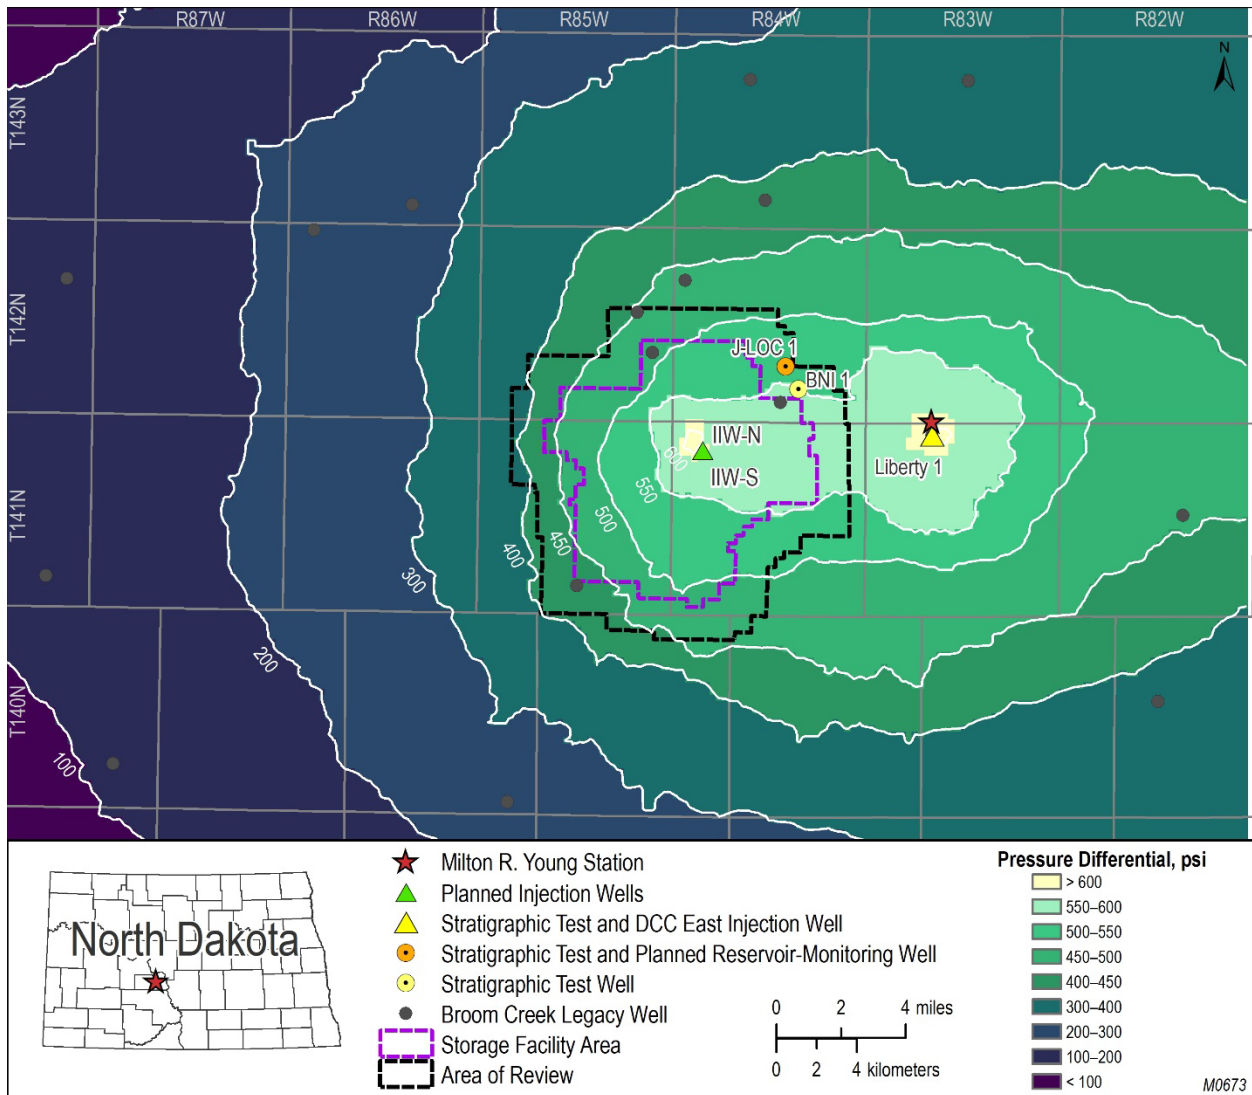 R87W R86W R85W R84W R83W R82W
N
T143N
T142N
J-LOC 1
BNI 1
IIW-N
600
Liberty 1
IIW-S
550
T141N
500
450
400
300
200
T140N
100
North Dakota
Milton R. Young Station
Planned Injection Wells
Stratigraphic Test and DCC East Injection Well
Stratigraphic Test and Planned Reservoir-Monitoring Well
Stratigraphic Test Well
Broom Creek Legacy Well
Storage Facility Area
Area of Review
0 2 4 miles
0 2 4 kilometers
Pressure Differential, psi
> 600
550–600
500–550
450–500
400–450
300–400
200–300
100–200
< 100
M0673